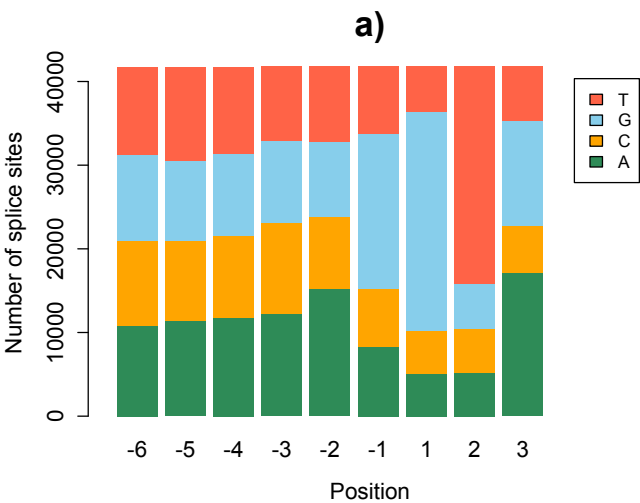 a)
Number of splice sites
40000
30000
20000
10000
0
T
G
C
A
-6 -5 -4 -3 -2 -1 1 2 3
Position